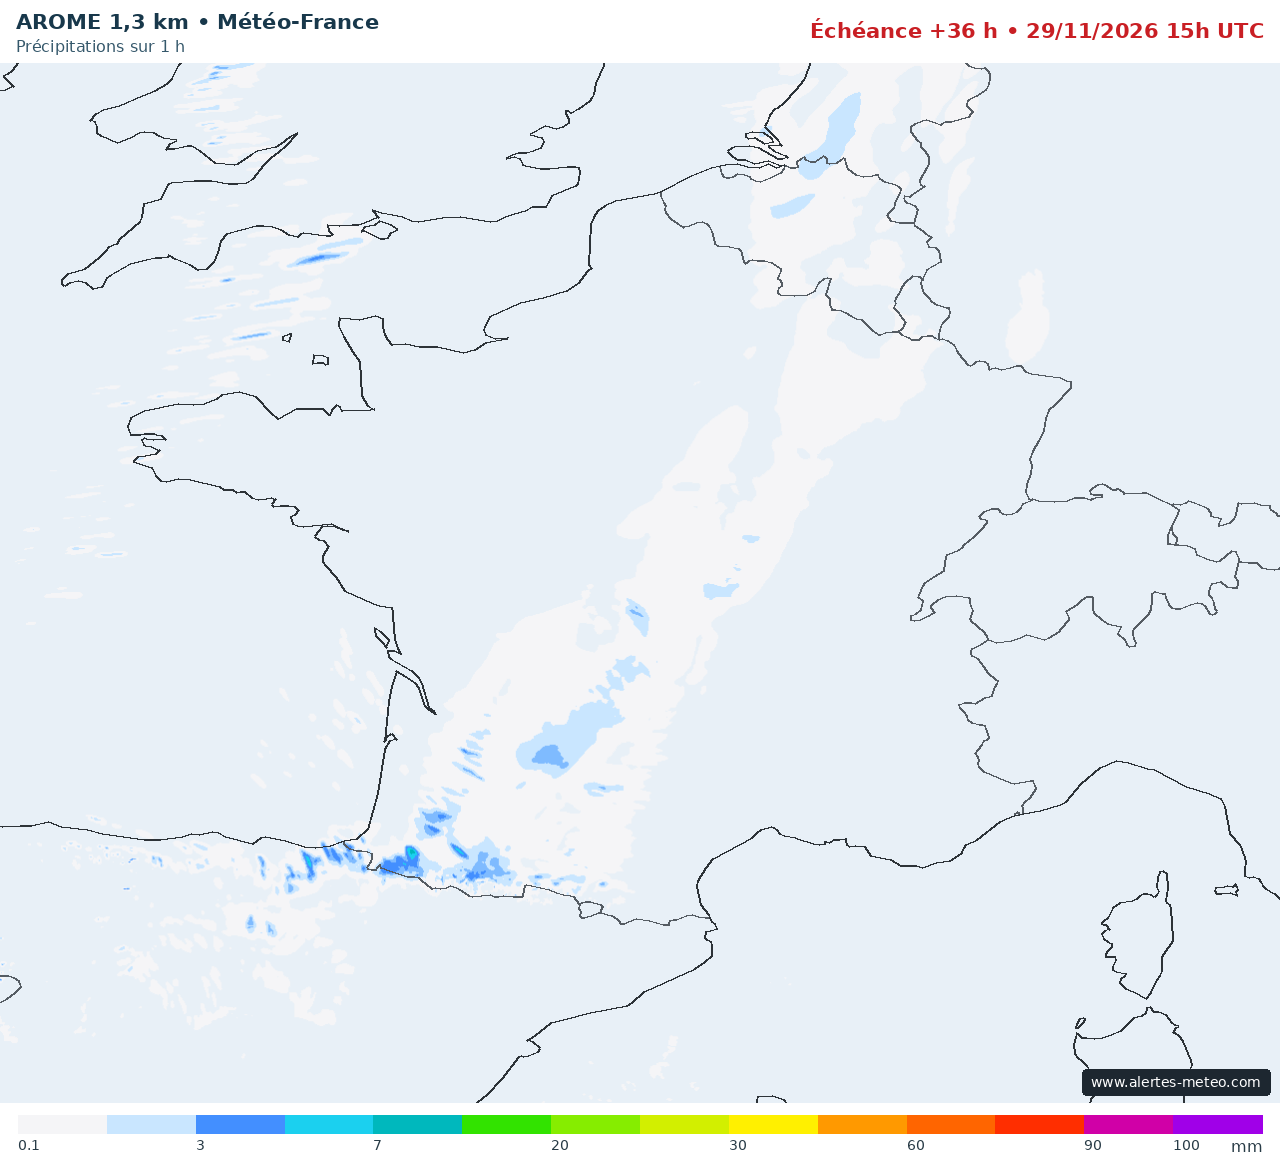 AROME 1,3 km • Météo-France
Précipitations sur 1 h
Échéance +36 h • 29/11/2026 15h UTC
www.alertes-meteo.com
0.1 3 7 20 30 60 90 100 mm